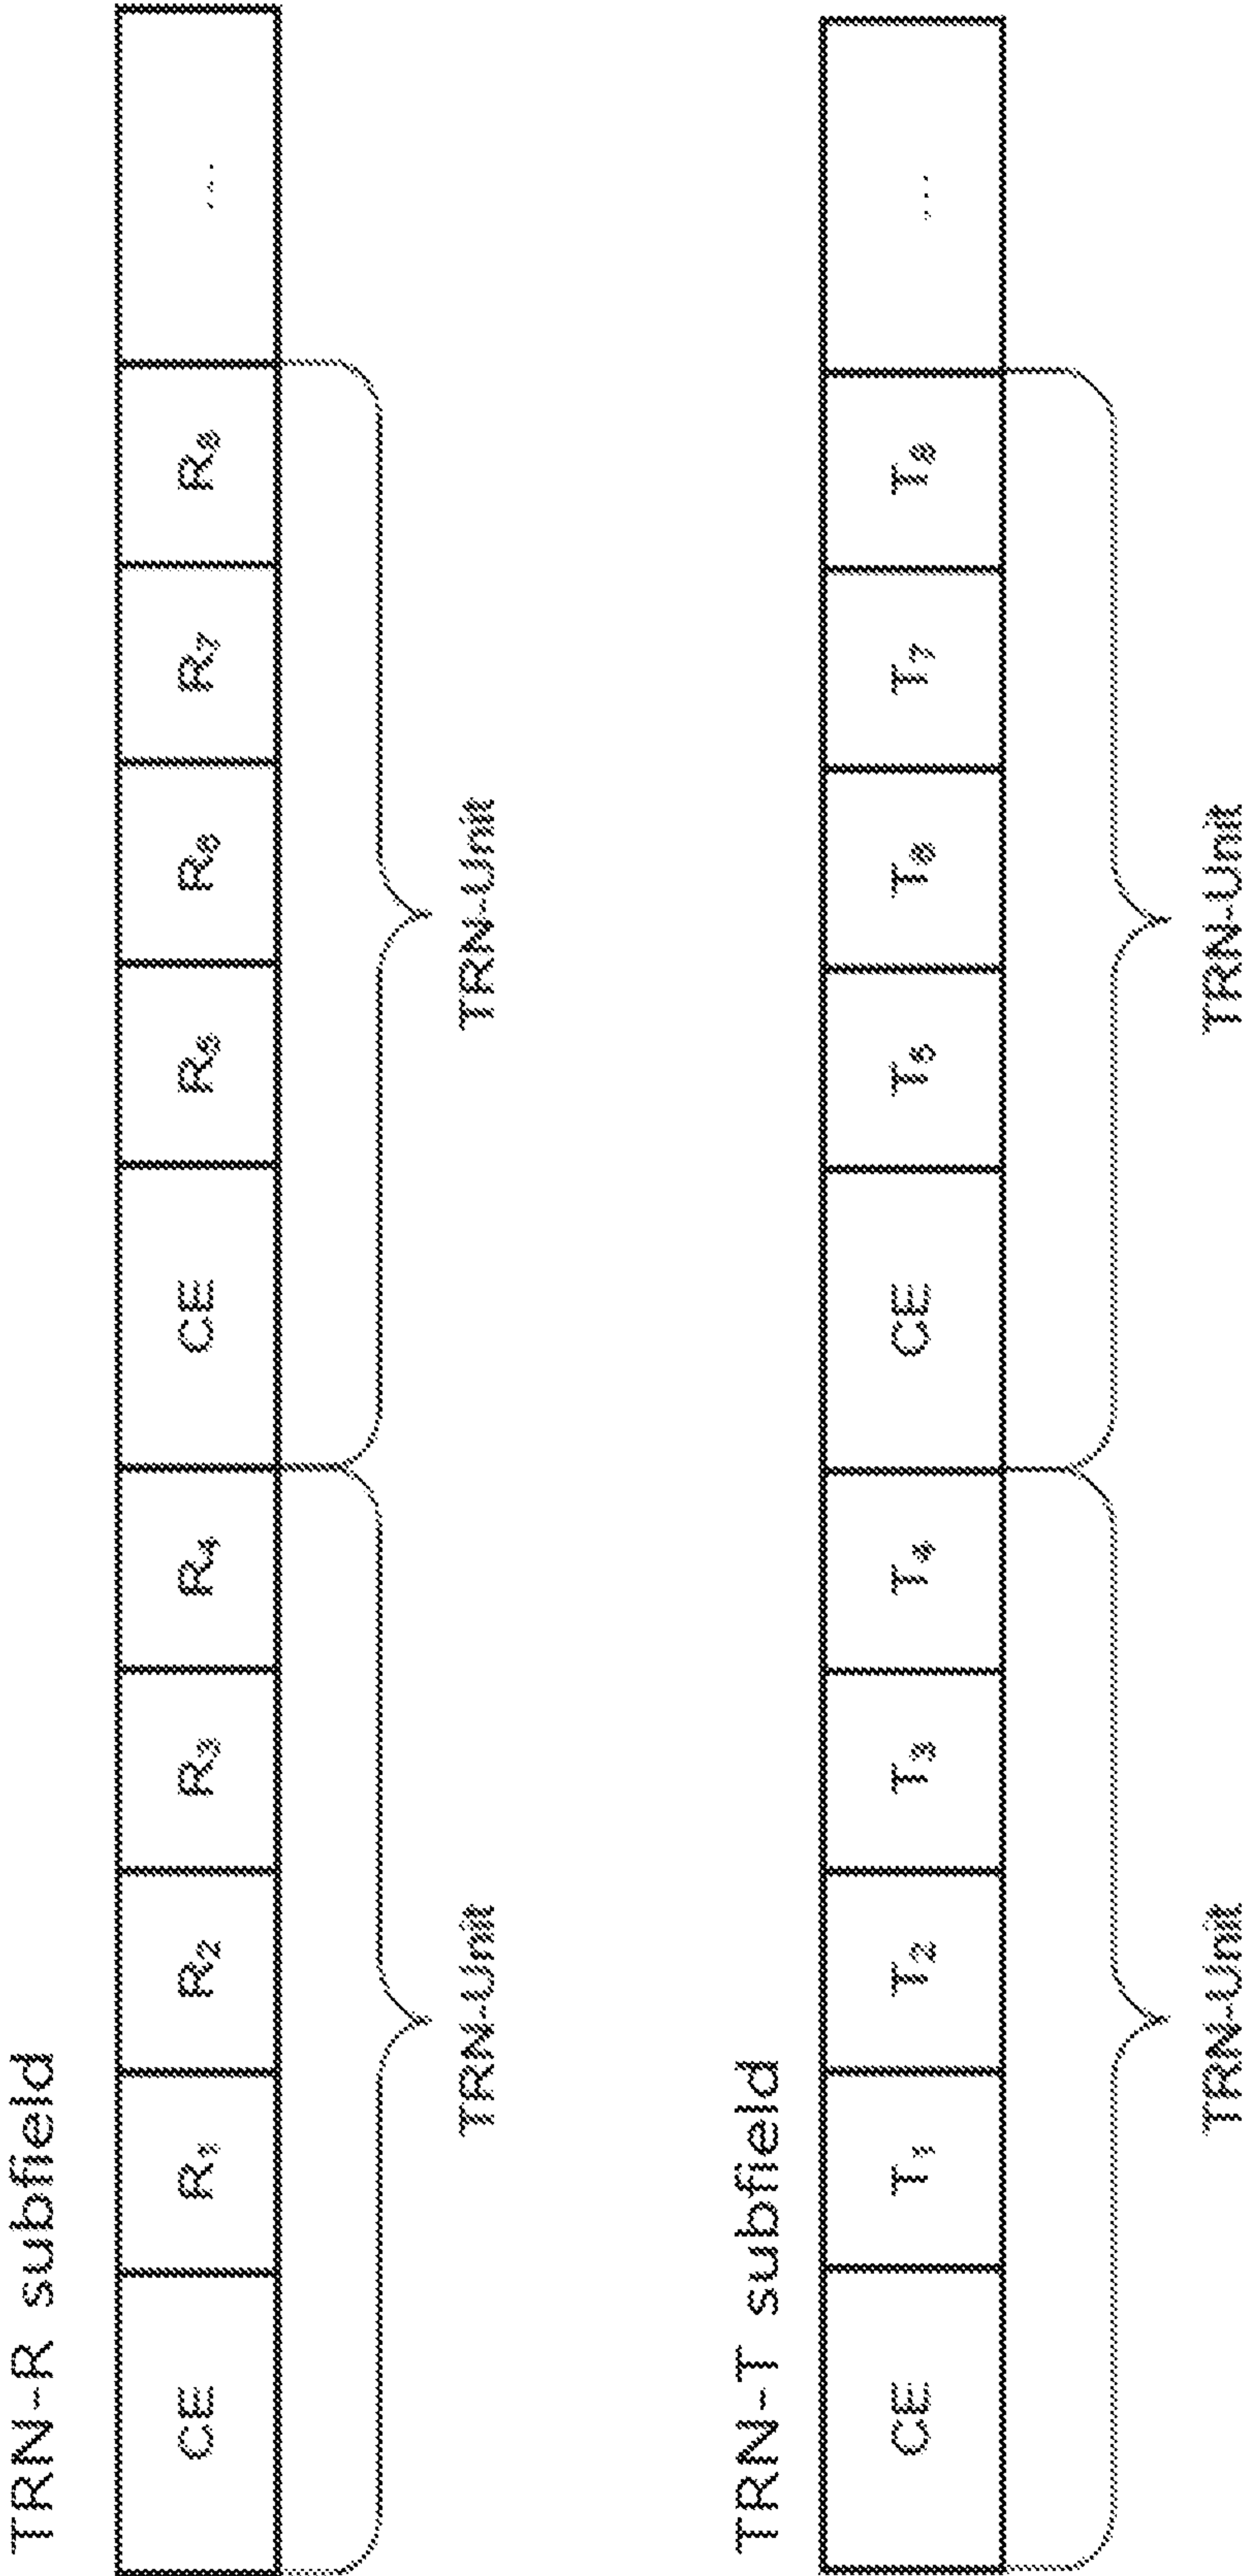 TRN-R subfield
CE R₁ R₂ R₃ R₄ CE R₅ R₆ R₇ R₈ ...
TRN-Unit TRN-Unit
TRN-T subfield
CE T₁ T₂ T₃ T₄ CE T₅ T₆ T₇ T₈ ...
TRN-Unit TRN-Unit